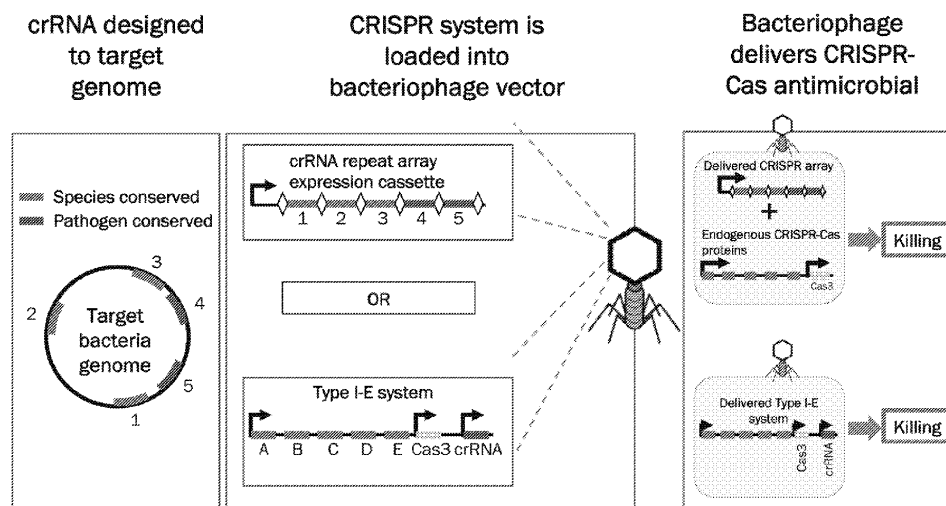 crRNA designed
to target
genome
Species conserved
Pathogen conserved
3
2
4
Target
bacteria
genome
5
1
CRISPR system is
loaded into
bacteriophage vector
crRNA repeat array
expression cassette
1 2 3 4 5
OR
Type I-E system
A B C D E Cas3 crRNA
Bacteriophage
delivers CRISPR-
Cas antimicrobial
Delivered CRISPR array
+
Endogenous CRISPR-Cas
proteins
Cas3
Killing
Delivered Type I-E
system
Cas3
crRNA
Killing